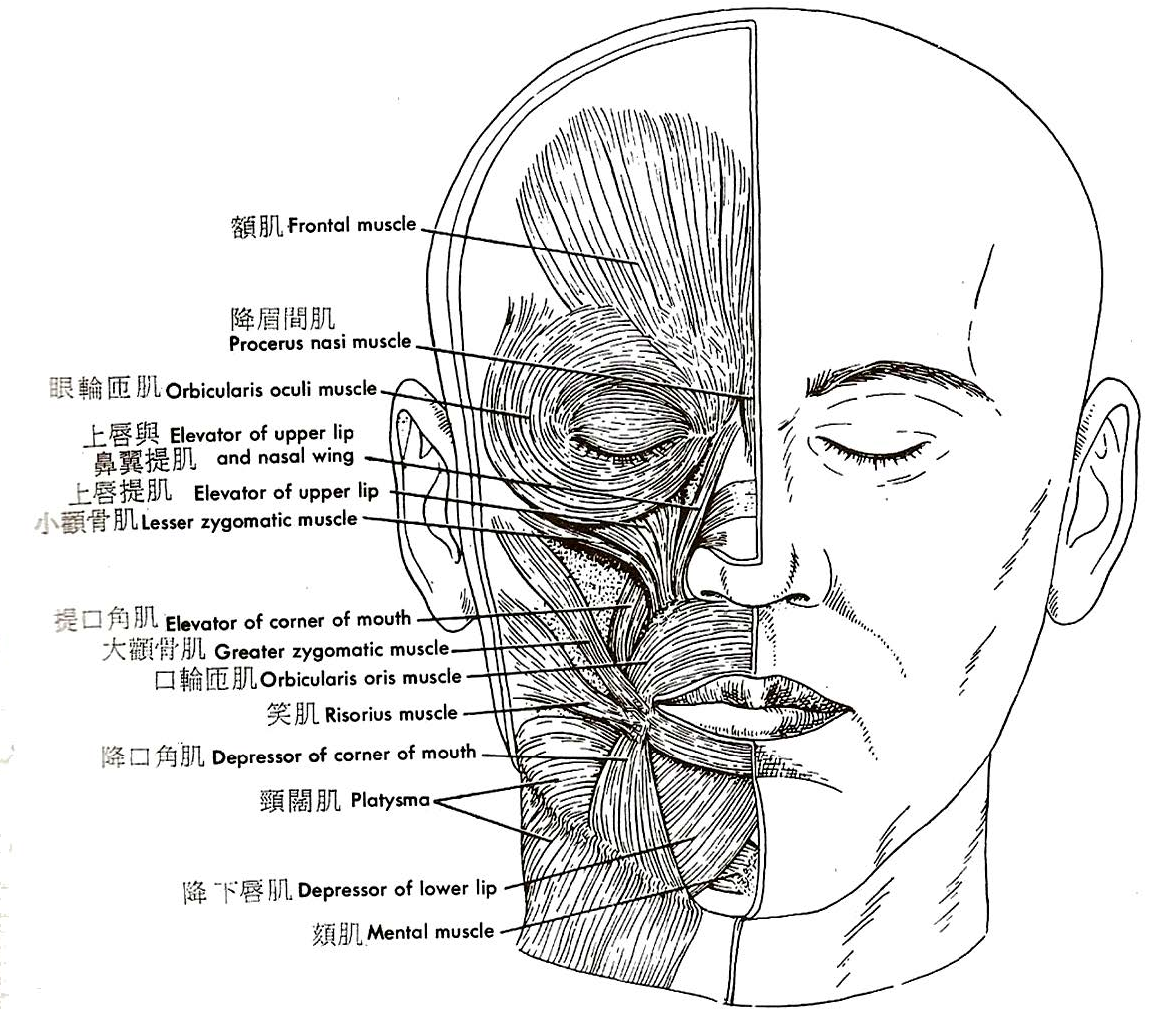 額肌 Frontal muscle
降眉間肌
Procerus nasi muscle
眼輪匝肌 Orbicularis oculi muscle
上唇與 Elevator of upper lip
鼻翼提肌 and nasal wing
上唇提肌 Elevator of upper lip
小顴骨肌 Lesser zygomatic muscle
提口角肌 Elevator of corner of mouth
大顴骨肌 Greater zygomatic muscle
口輪匝肌 Orbicularis oris muscle
笑肌 Risorius muscle
降口角肌 Depressor of corner of mouth
頸闊肌 Platysma
降下唇肌 Depressor of lower lip
頦肌 Mental muscle